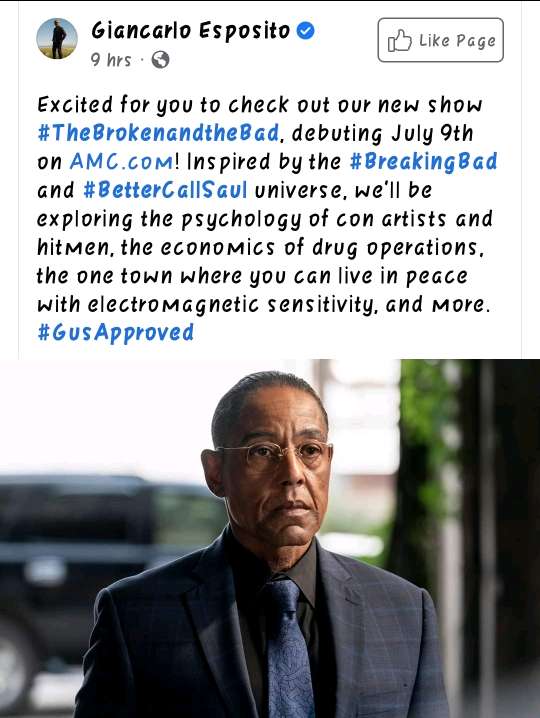 Giancarlo Esposito
Like Page
9 hrs ·
Excited for you to check out our new show
#TheBrokenandtheBad, debuting July 9th
on AMC.com! Inspired by the #BreakingBad
and #BetterCallSaul universe, we'll be
exploring the psychology of con artists and
hitmen, the economics of drug operations,
the one town where you can live in peace
with electromagnetic sensitivity, and more.
#GusApproved